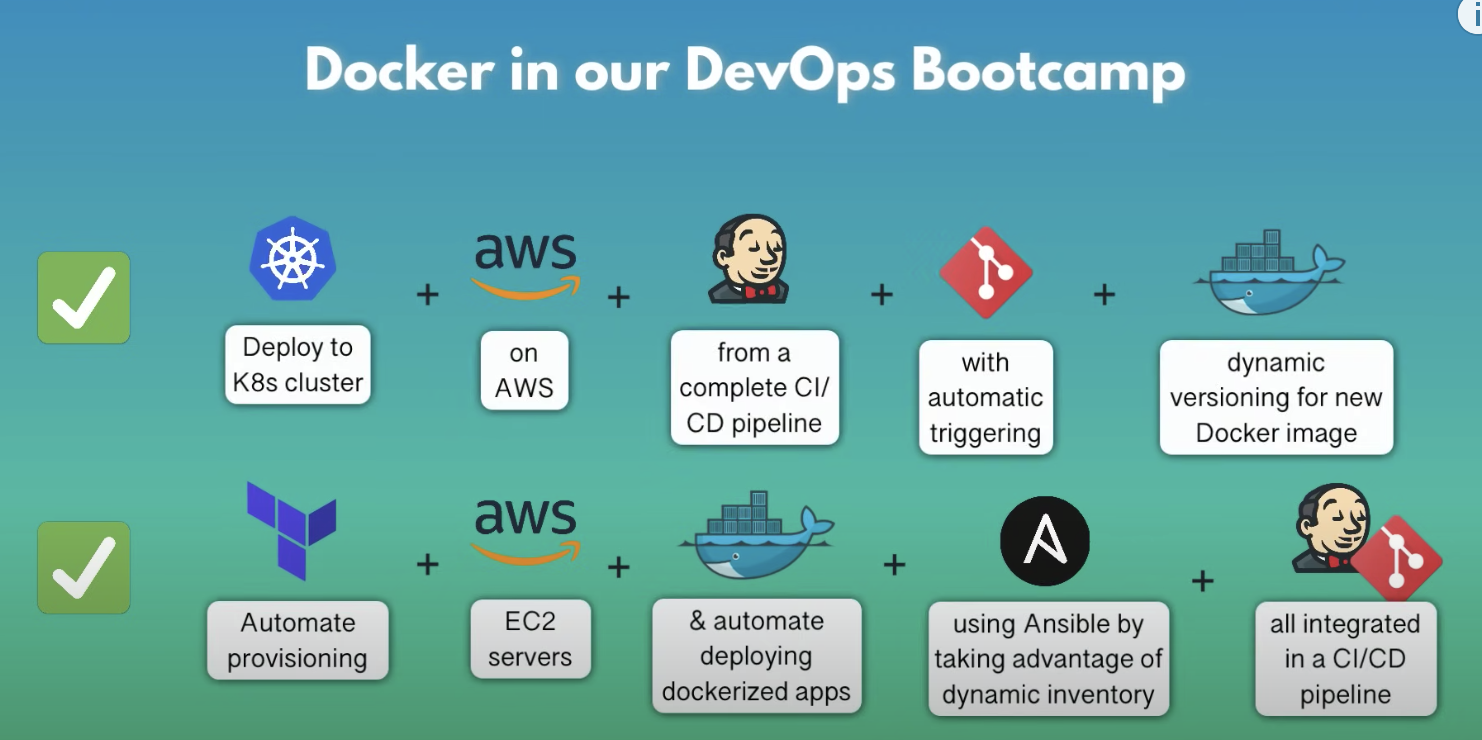 Docker in our DevOps Bootcamp
i
aws
aws
Deploy to
K8s cluster
+
on
AWS
+
from a
complete CI/
CD pipeline
+
with
automatic
triggering
+
dynamic
versioning for new
Docker image
Automate
provisioning
+
EC2
servers
+
& automate
deploying
dockerized apps
+
using Ansible by
taking advantage of
dynamic inventory
+
all integrated
in a CI/CD
pipeline